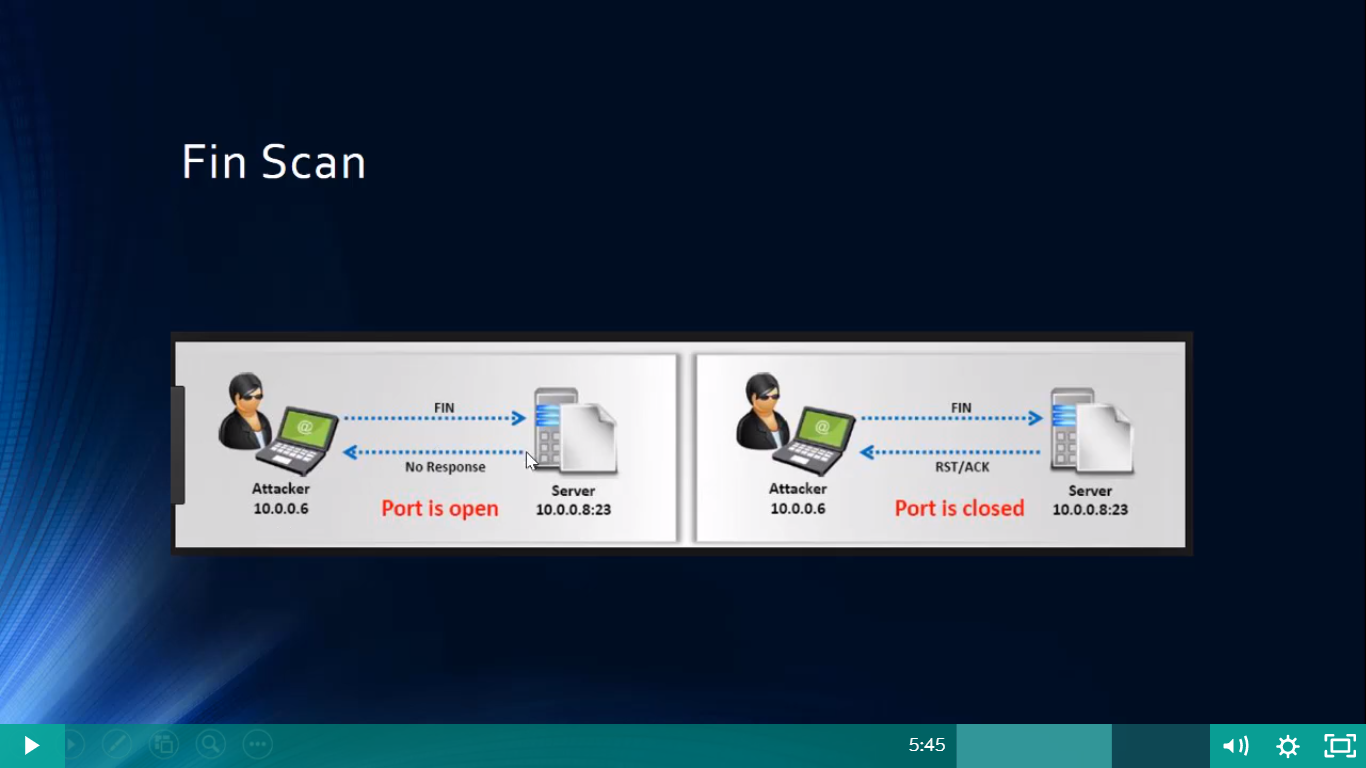 Fin Scan
FIN
No Response
Attacker
10.0.0.6
Port is open
Server
10.0.0.8:23
FIN
RST/ACK
Attacker
10.0.0.6
Port is closed
Server
10.0.0.8:23
5:45